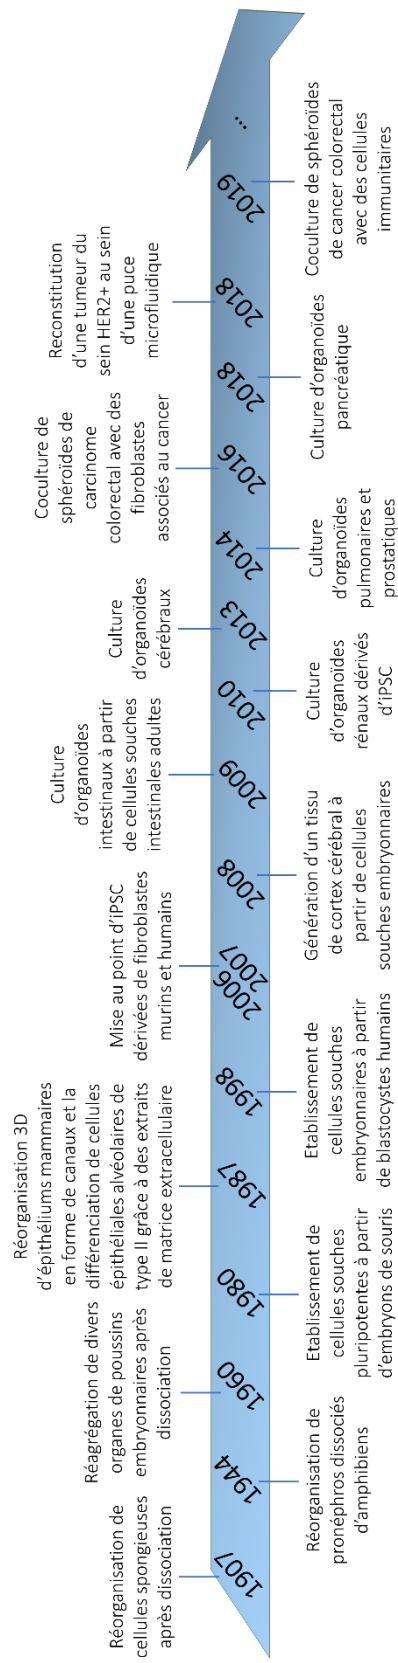 1907
Réorganisation de
cellules spongieuses
après dissociation
1944
Réorganisation de
pronéphros dissociés
d'amphibiens
1960
Réagrégation de divers
organes de poussins
embryonnaires après
dissociation
1980
Etablissement de
cellules souches
pluripotentes à partir
d'embryons de souris
1987
Réorganisation 3D
d'épithéliums mammaires
en forme de canaux et la
différenciation de cellules
épithéliales alvéolaires de
type II grâce à des extraits
de matrice extracellulaire
1998
Etablissement de
cellules souches
embryonnaires à partir
de blastocystes humains
2006
2007
Mise au point d'iPSC
dérivées de fibroblastes
murins et humains
2008
Génération d'un tissu
de cortex cérébral à
partir de cellules
souches embryonnaires
2009
Culture
d'organoïdes
intestinaux à partir
de cellules souches
intestinales adultes
2010
Culture
d'organoïdes
rénaux dérivés
d'iPSC
2013
Culture
d'organoïdes
cérébraux
2014
Culture
d'organoïdes
pulmonaires et
prostatiques
2016
Coculture de
sphéroïdes de
carcinome
colorectal avec des
fibroblastes
associés au cancer
2018
Culture d'organoïdes
pancréatique
2018
Reconstitution
d'une tumeur du
sein HER2+ au sein
d'une puce
microfluidique
2019
Coculture de sphéroïdes
de cancer colorectal
avec des cellules
immunitaires
...